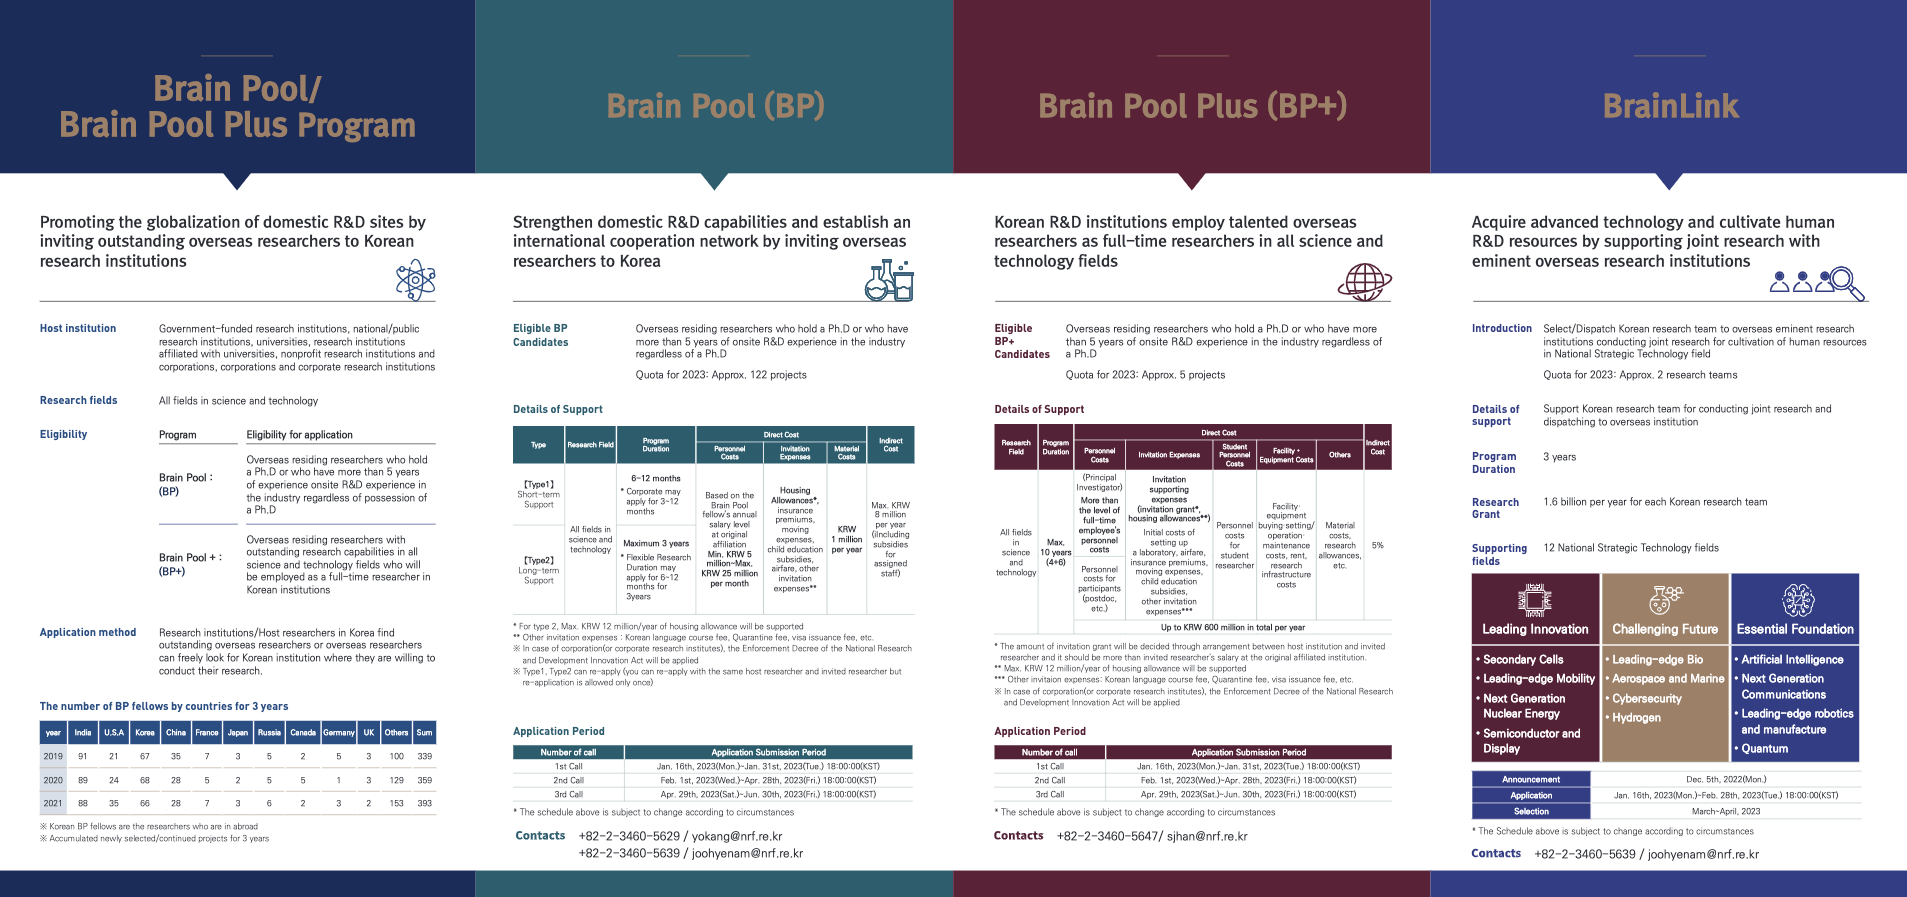 Brain Pool/
Brain Pool Plus Program
Promoting the globalization of domestic R&D sites by
inviting outstanding overseas researchers to Korean
research institutions
Host institution
Government-funded research institutions, national/public
research institutions, universities, research institutions
affiliated with universities, nonprofit research institutions and
corporations, corporations and corporate research institutions
Research fields
All fields in science and technology
Eligibility
Program Eligibility for application
Brain Pool :
(BP)
Overseas residing researchers who hold
a Ph.D or who have more than 5 years
of experience onsite R&D experience in
the industry regardless of possession of
a Ph.D
Brain Pool + :
(BP+)
Overseas residing researchers with
outstanding research capabilities in all
science and technology fields who will
be employed as a full-time researcher in
Korean institutions
Application method
Research institutions/Host researchers in Korea find
outstanding overseas researchers or overseas researchers
can freely look for Korean institution where they are willing to
conduct their research.
The number of BP fellows by countries for 3 years
year India U.S.A Korea China France Japan Russia Canada Germany UK Others Sum
2019 91 21 67 35 7 3 5 2 5 3 100 339
2020 89 24 68 28 5 2 5 5 1 3 129 359
2021 88 35 66 28 7 3 6 2 3 2 153 393
※ Korean BP fellows are the researchers who are in abroad
※ Accumulated newly selected/continued projects for 3 years
Brain Pool (BP)
Strengthen domestic R&D capabilities and establish an
international cooperation network by inviting overseas
researchers to Korea
Eligible BP
Candidates
Overseas residing researchers who hold a Ph.D or who have
more than 5 years of onsite R&D experience in the industry
regardless of a Ph.D
Quota for 2023: Approx. 122 projects
Details of Support
Type
Research Field
Program
Duration
Direct Cost
Personnel
Costs
Invitation
Expenses
Material
Costs
Indirect
Cost
【Type1】
Short-term
Support
【Type2】
Long-term
Support
All fields in
science and
technology
6-12 months
* Corporate may
apply for 3-12
months
Maximum 3 years
* Flexible Research
Duration may
apply for 6-12
months for
3years
Based on the
Brain Pool
fellow's annual
salary level
at original
affiliation
Min. KRW 5
million~Max.
KRW 25 million
per month
Housing
Allowances*,
insurance
premiums,
moving
expenses,
child education
subsidies,
airfare, other
invitation
expenses**
KRW
1 million
per year
Max. KRW
8 million
per year
(IIncluding
subsidies
for
assigned
staff)
* For type 2, Max. KRW 12 million/year of housing allowance will be supported
** Other invitation expenses : Korean language course fee, Quarantine fee, visa issuance fee, etc.
※ In case of corporation(or corporate research institutes), the Enforcement Decree of the National Research
and Development Innovation Act will be applied
※ Type1, Type2 can re-apply (you can re-apply with the same host researcher and invited researcher but
re-application is allowed only once)
Application Period
Number of call Application Submission Period
1st Call Jan. 16th, 2023(Mon.)~Jan. 31st, 2023(Tue.) 18:00:00(KST)
2nd Call Feb. 1st, 2023(Wed.)~Apr. 28th, 2023(Fri.) 18:00:00(KST)
3rd Call Apr. 29th, 2023(Sat.)~Jun. 30th, 2023(Fri.) 18:00:00(KST)
* The schedule above is subject to change according to circumstances
Contacts +82-2-3460-5629 / yokang@nrf.re.kr
+82-2-3460-5639 / joohyenam@nrf.re.kr
Brain Pool Plus (BP+)
Korean R&D institutions employ talented overseas
researchers as full-time researchers in all science and
technology fields
Eligible
BP+
Candidates
Overseas residing researchers who hold a Ph.D or who have more
than 5 years of onsite R&D experience in the industry regardless of
a Ph.D
Quota for 2023: Approx. 5 projects
Details of Support
Research
Field
Program
Duration
Direct Cost
Personnel
Costs
Invitation Expenses
Student
Personnel
Costs
Facility •
Equipment Costs
Others
Indirect
Cost
All fields
in
science
and
technology
Max.
10 years
(4+6)
(Principal
Investigator)
More than
the level of
full-time
employee's
personnel
costs
Personnel
costs for
participants
(postdoc,
etc.)
Invitation
supporting
expenses
(invitation grant*,
housing allowances**)
Initial costs of
setting up
a laboratory, airfare,
insurance premiums,
moving expenses,
child education
subsidies,
other invitation
expenses***
Personnel
costs
for
student
researcher
Facility·
equipment
buying setting/
operation·
maintenance
costs, rent,
research
infrastructure
costs
Material
costs,
research
allowances,
etc.
5%
Up to KRW 600 million in total per year
* The amount of invitation grant will be decided through arrangement between host institution and invited
researcher and it should be more than invited researcher's salary at the original affiliated institution.
** Max. KRW 12 million/year of housing allowance will be supported
*** Other invitaion expenses: Korean language course fee, Quarantine fee, visa issuance fee, etc.
※ In case of corporation(or corporate research institutes), the Enforcement Decree of the National Research
and Development Innovation Act will be applied
Application Period
Number of call Application Submission Period
1st Call Jan. 16th, 2023(Mon.)~Jan. 31st, 2023(Tue.) 18:00:00(KST)
2nd Call Feb. 1st, 2023(Wed.)~Apr. 28th, 2023(Fri.) 18:00:00(KST)
3rd Call Apr. 29th, 2023(Sat.)~Jun. 30th, 2023(Fri.) 18:00:00(KST)
* The schedule above is subject to change according to circumstances
Contacts +82-2-3460-5647/ sjhan@nrf.re.kr
BrainLink
Acquire advanced technology and cultivate human
R&D resources by supporting joint research with
eminent overseas research institutions
Introduction
Select/Dispatch Korean research team to overseas eminent research
institutions conducting joint research for cultivation of human resources
in National Strategic Technology field
Quota for 2023: Approx. 2 research teams
Details of
support
Support Korean research team for conducting joint research and
dispatching to overseas institution
Program
Duration
3 years
Research
Grant
1.6 billion per year for each Korean research team
Supporting
fields
12 National Strategic Technology fields
Leading Innovation
• Secondary Cells
• Leading-edge Mobility
• Next Generation
Nuclear Energy
• Semiconductor and
Display
Challenging Future
• Leading-edge Bio
• Aerospace and Marine
• Cybersecurity
• Hydrogen
Essential Foundation
• Artificial Intelligence
• Next Generation
Communications
• Leading-edge robotics
and manufacture
• Quantum
Announcement Dec. 5th, 2022(Mon.)
Application Jan. 16th, 2023(Mon.)~Feb. 28th, 2023(Tue.) 18:00:00(KST)
Selection March~April, 2023
* The Schedule above is subject to change according to circumstances
Contacts +82-2-3460-5639 / joohyenam@nrf.re.kr